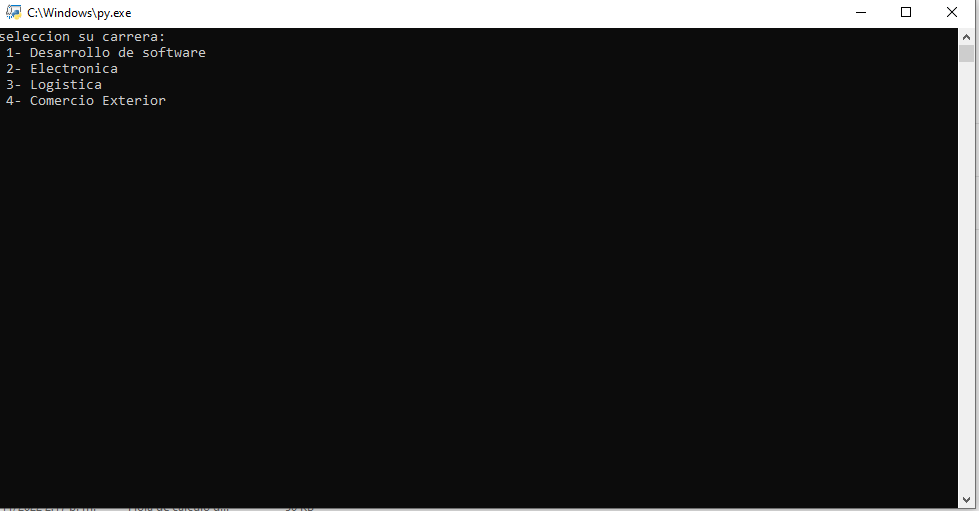 C:\Windows\py.exe
seleccion su carrera:
1- Desarrollo de software
2- Electronica
3- Logistica
4- Comercio Exterior